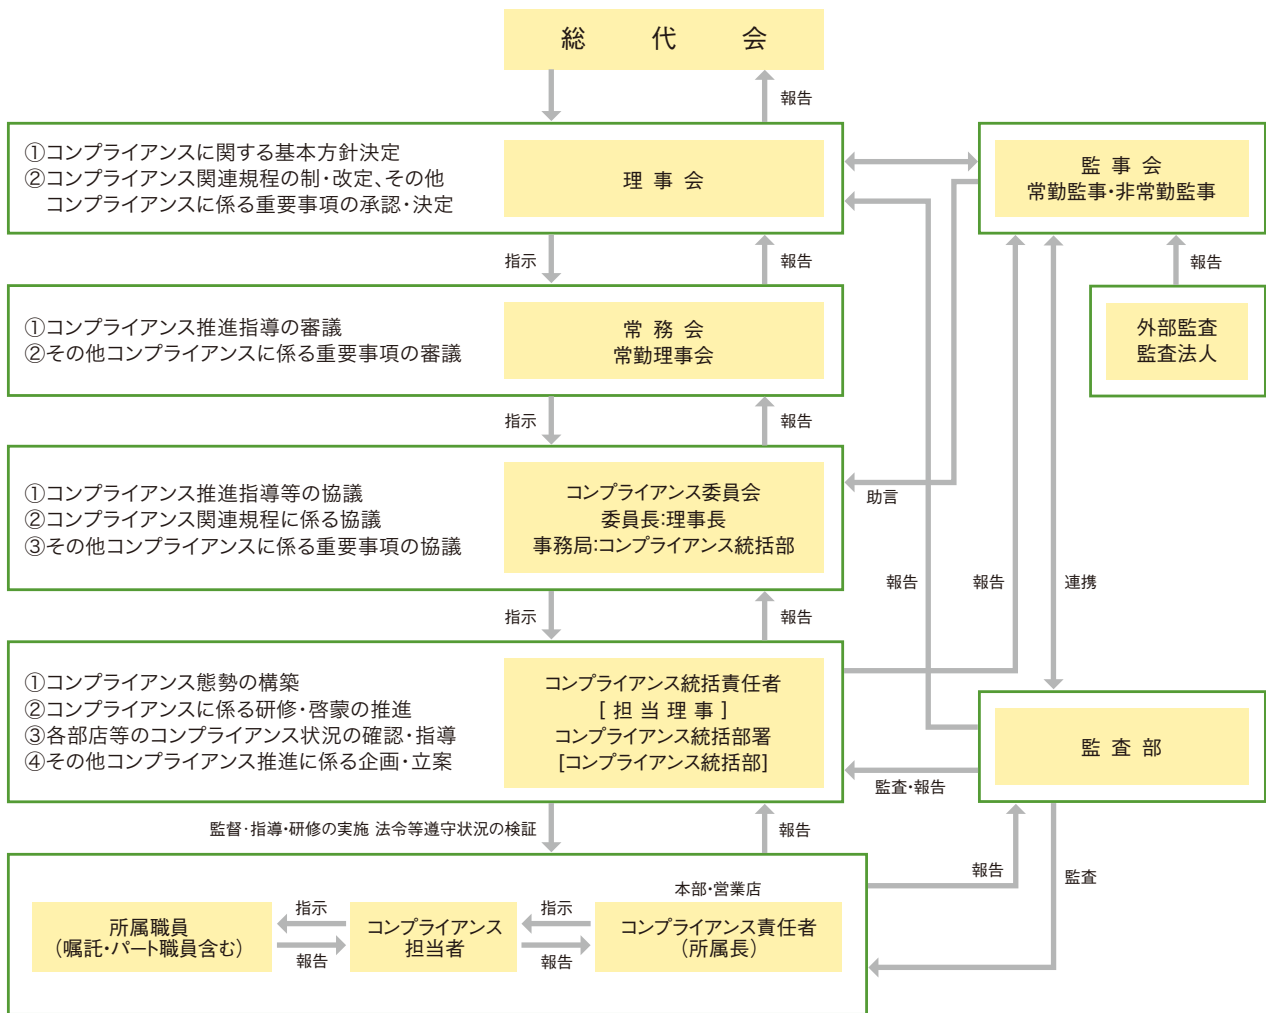 総 代 会
報告
①コンプライアンスに関する基本方針決定
②コンプライアンス関連規程の制・改定、その他
コンプライアンスに係る重要事項の承認・決定
理 事 会
監 事 会
常勤監事・非常勤監事
指示
報告
報告
①コンプライアンス推進指導の審議
②その他コンプライアンスに係る重要事項の審議
常 務 会
常勤理事会
外部監査
監査法人
指示
報告
①コンプライアンス推進指導等の協議
②コンプライアンス関連規程に係る協議
③その他コンプライアンスに係る重要事項の協議
コンプライアンス委員会
委員長:理事長
事務局:コンプライアンス統括部
助言
報告
報告
連携
指示
報告
①コンプライアンス態勢の構築
②コンプライアンスに係る研修・啓蒙の推進
③各部店等のコンプライアンス状況の確認・指導
④その他コンプライアンス推進に係る企画・立案
コンプライアンス統括責任者
[ 担 当 理 事 ]
コンプライアンス統括部署
[コンプライアンス統括部]
監 査 部
監査・報告
監督・指導・研修の実施 法令等遵守状況の検証
報告
報告
監査
本部・営業店
所属職員
(嘱託・パート職員含む)
指示
報告
コンプライアンス
担当者
指示
報告
コンプライアンス責任者
(所属長)